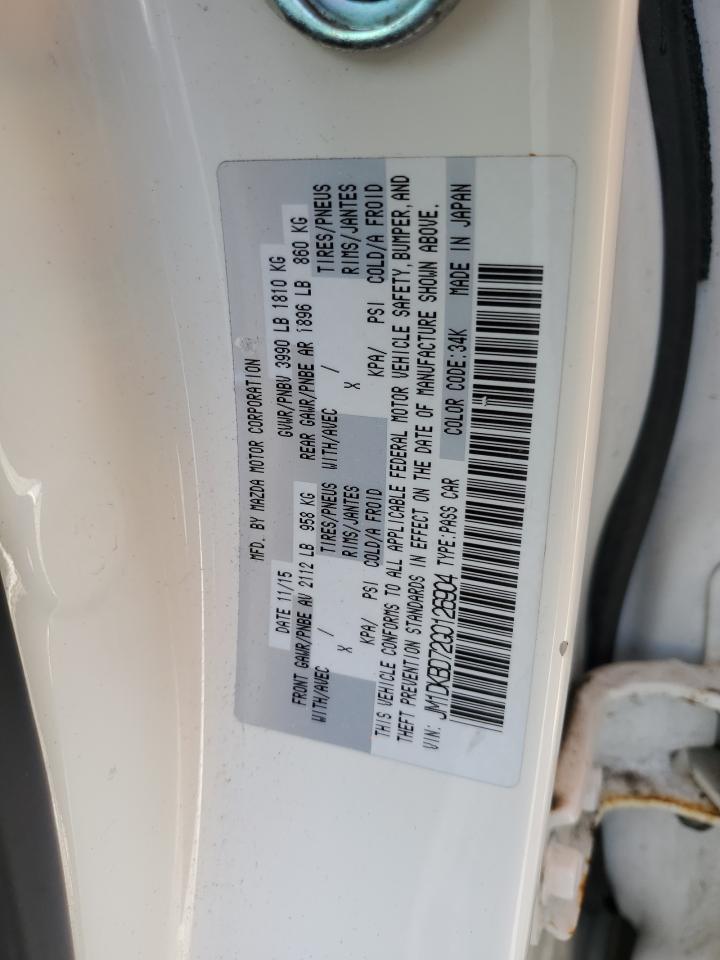 MFD. BY MAZDA MOTOR CORPORATION
DATE 11/15 GVWR/PNBV 3990 LB 1810 KG
FRONT GAWR/PNBE AV 2112 LB 958 KG REAR GAWR/PNBE AR 1896 LB 860 KG
WITH/AVEC / TIRES/PNEUS WITH/AVEC / TIRES/PNEUS
X RIMS/JANTES X RIMS/JANTES
KPA/ PSI COLD/A FROID KPA/ PSI COLD/A FROID
THIS VEHICLE CONFORMS TO ALL APPLICABLE FEDERAL MOTOR VEHICLE SAFETY, BUMPER, AND
THEFT PREVENTION STANDARDS IN EFFECT ON THE DATE OF MANUFACTURE SHOWN ABOVE.
VIN: JM1DKBD72G0126904 TYPE:PASS CAR COLOR CODE:34K MADE IN JAPAN